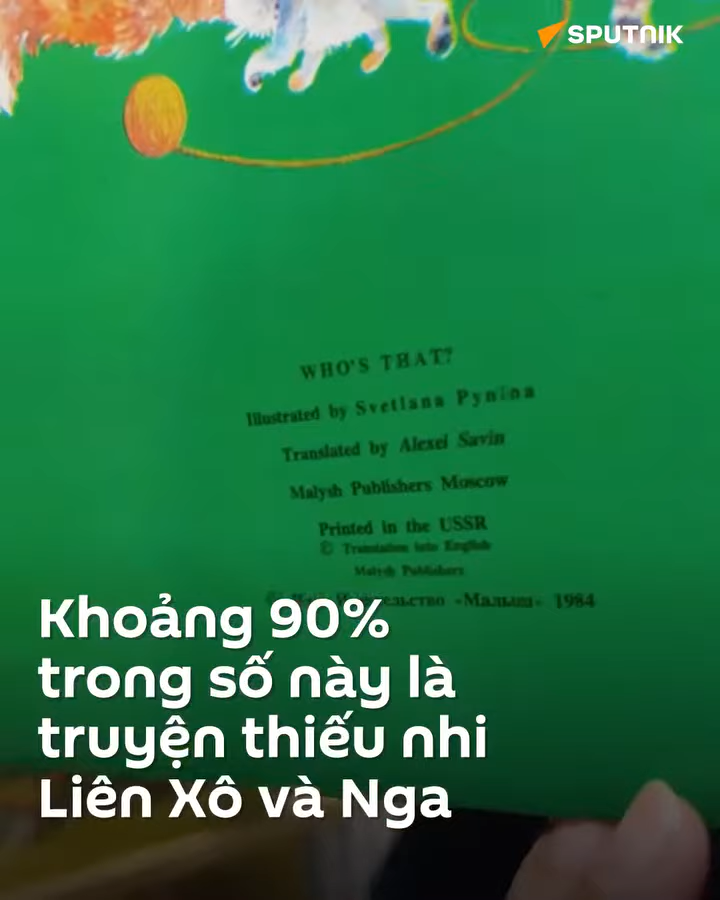 SPUTNIK
WHO'S THAT?
Illustrated by Svetlana Pynina
Translated by Alexei Savin
Malysh Publishers Moscow
Printed in the USSR
© Translation into English
Malysh Publishers
«Малыш» 1984
Khoảng 90%
trong số này là
truyện thiếu nhi
Liên Xô và Nga